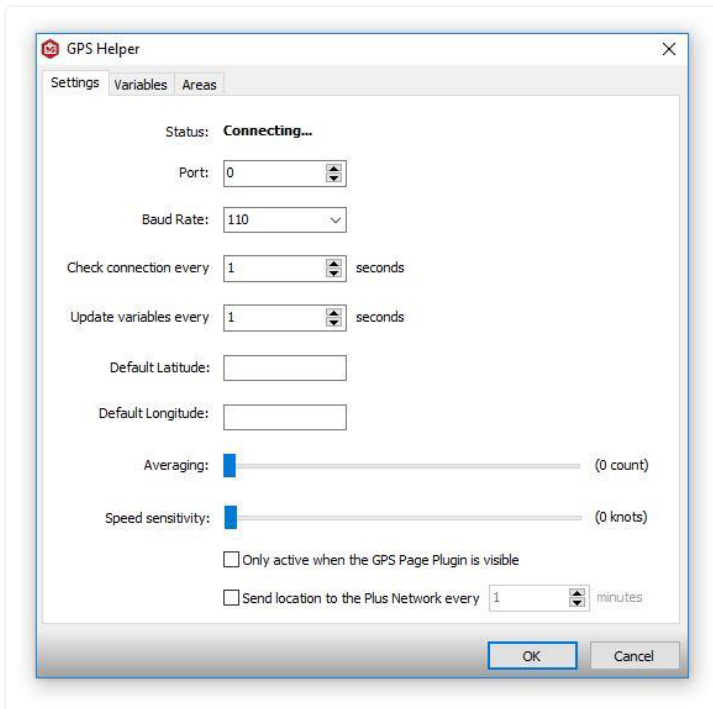 GPS Helper
Settings Variables Areas
Status: Connecting...
Port: 0
Baud Rate: 110
Check connection every 1 seconds
Update variables every 1 seconds
Default Latitude:
Default Longitude:
Averaging: (0 count)
Speed sensitivity: (0 knots)
Only active when the GPS Page Plugin is visible
Send location to the Plus Network every 1 minutes
OK Cancel